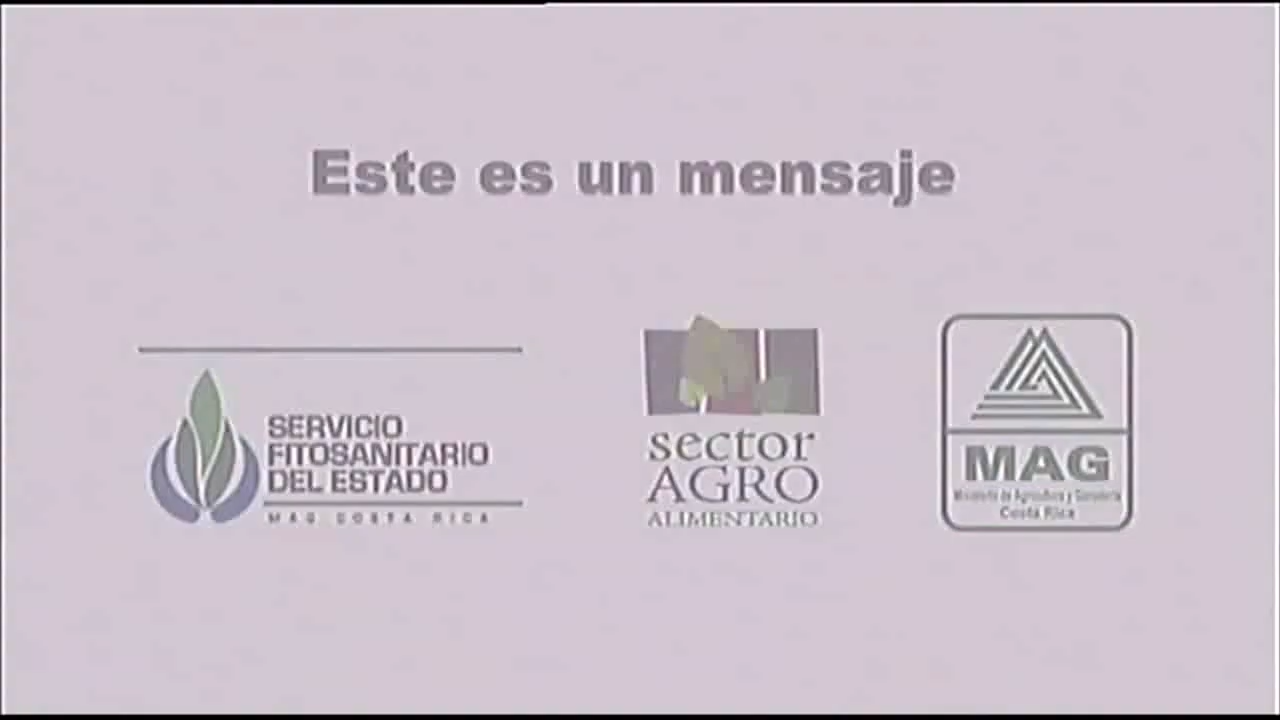 Este es un mensaje
SERVICIO
FITOSANITARIO
DEL ESTADO
MAG COSTA RICA
sector
AGRO
ALIMENTARIO
MAG
Ministerio de Agricultura y Ganadería
Costa Rica